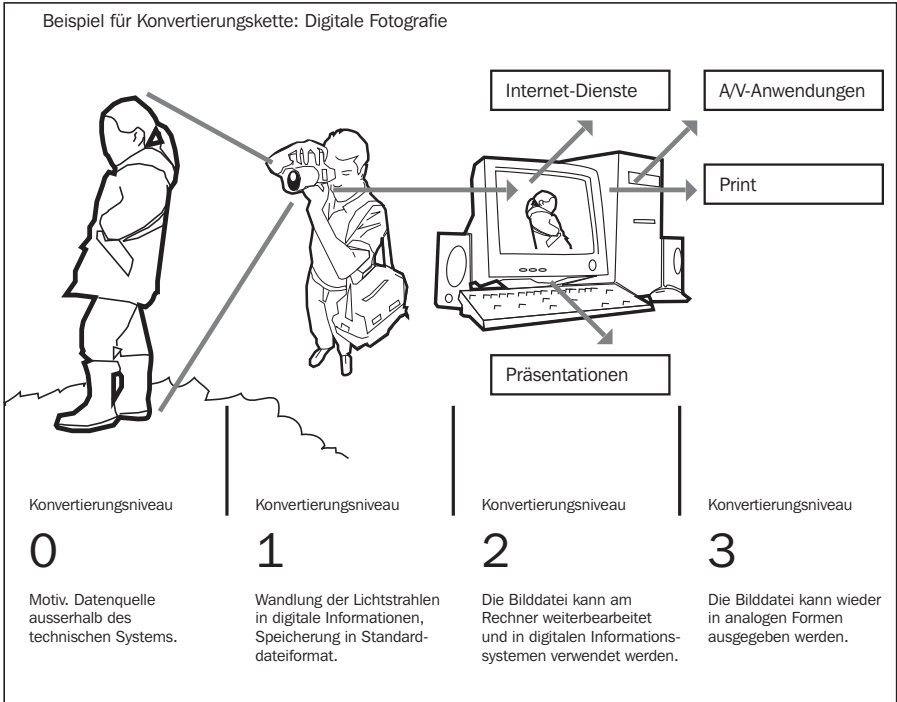 Beispiel für Konvertierungskette: Digitale Fotografie
Internet-Dienste
A/V-Anwendungen
Print
Präsentationen
Konvertierungsniveau
0
Motiv. Datenquelle
ausserhalb des
technischen Systems.
Konvertierungsniveau
1
Wandlung der Lichtstrahlen
in digitale Informationen,
Speicherung in Standard-
dateiformat.
Konvertierungsniveau
2
Die Bilddatei kann am
Rechner weiterbearbeitet
und in digitalen Informations-
systemen verwendet werden.
Konvertierungsniveau
3
Die Bilddatei kann wieder
in analogen Formen
ausgegeben werden.